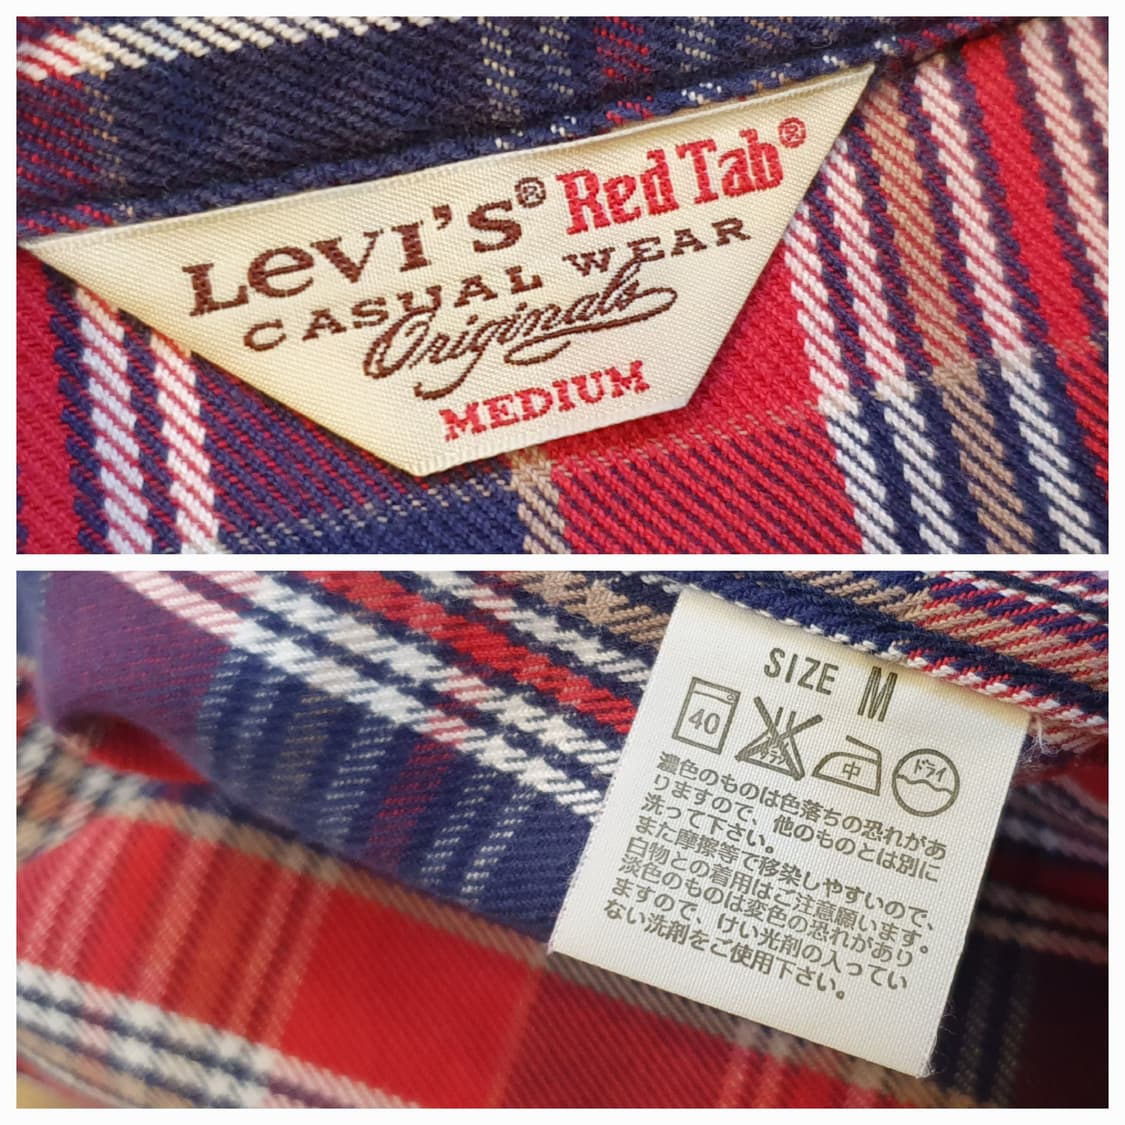 Levi's® Red Tab®
CASUAL WEAR
Originals
MEDIUM
SIZE M
40 中 ドライ
濃色のものは色落ちの恐れがあ
りますので、他のものとは別に
洗って下さい。
また摩擦等で移染しやすいので、
白物との着用はご注意願います。
淡色のものは変色の恐れがあり
ますので、けい光剤の入ってい
ない洗剤をご使用下さい。